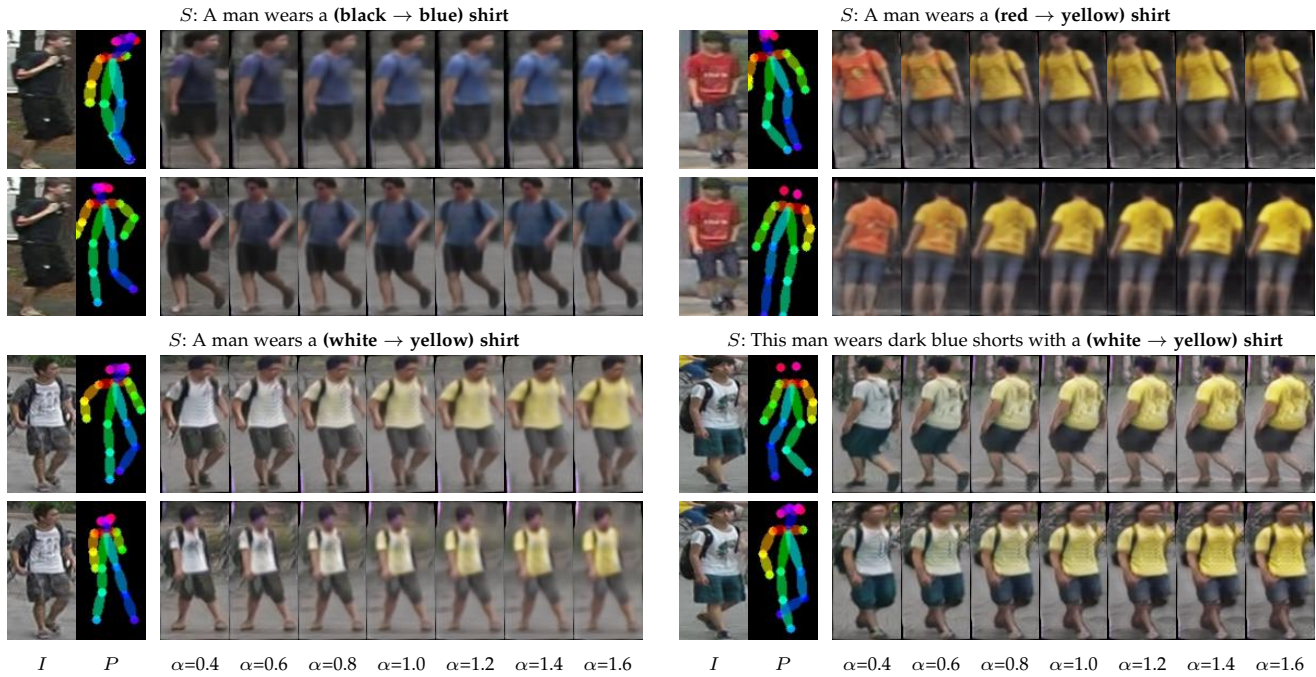 S: A man wears a (black → blue) shirt
S: A man wears a (red → yellow) shirt
S: A man wears a (white → yellow) shirt
S: This man wears dark blue shorts with a (white → yellow) shirt
I P α=0.4 α=0.6 α=0.8 α=1.0 α=1.2 α=1.4 α=1.6
I P α=0.4 α=0.6 α=0.8 α=1.0 α=1.2 α=1.4 α=1.6